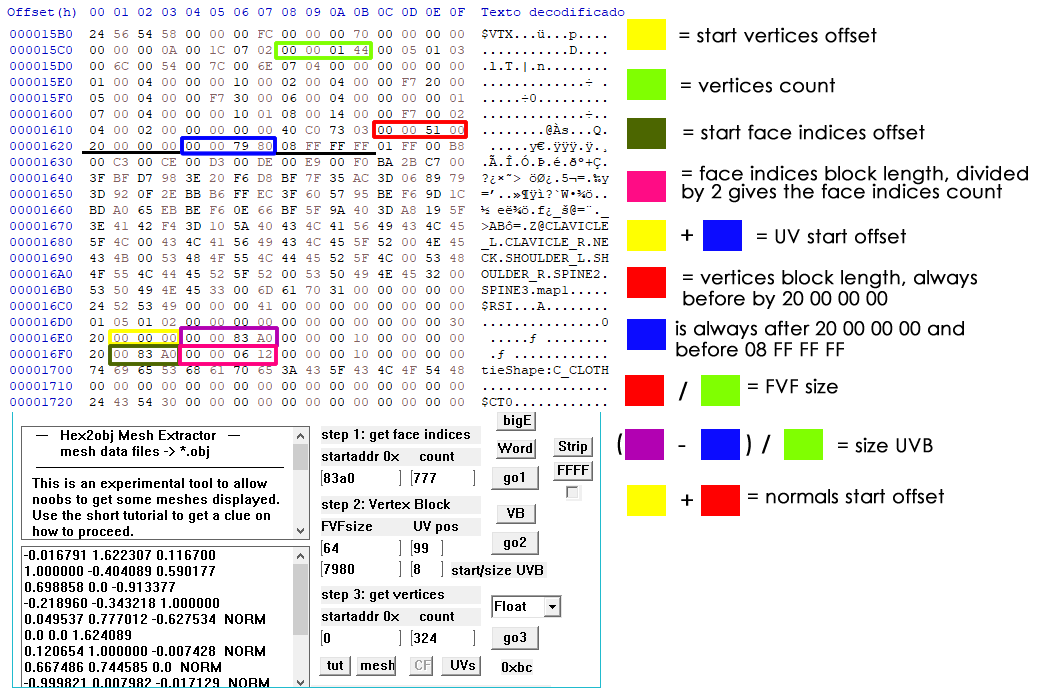 Offset(h) 00 01 02 03 04 05 06 07 08 09 0A 0B 0C 0D 0E 0F Texto decodificado
000015B0 24 56 54 58 00 00 00 FC 00 00 00 70 00 00 00 00 $VTX...ü...p....
000015C0 00 00 00 0A 00 1C 07 02 00 00 01 44 00 05 01 03 ...........D....
000015D0 00 6C 00 54 00 7C 00 6E 07 04 00 00 00 00 00 00 .l.T.|.n........
000015E0 01 00 04 00 00 00 10 00 02 00 04 00 00 F7 20 00 .............÷ .
000015F0 05 00 04 00 00 F7 30 00 06 00 04 00 00 00 00 01 .....÷0.........
00001600 07 00 04 00 00 00 10 01 08 00 14 00 00 F7 00 02 .............÷..
00001610 04 00 02 00 00 00 00 00 40 C0 73 03 00 00 51 00 ........@Às...Q.
00001620 20 00 00 00 00 00 79 80 08 FF FF FF 01 FF 00 B8 .....y€.ÿÿÿ.ÿ.¸
00001630 00 C3 00 CE 00 D3 00 DE 00 E9 00 F0 BA 2B C7 00 .Ã.Î.Ó.Þ.é.ðº+Ç.
00001640 3F BF D7 98 3E 20 F6 D8 BF 7F 35 AC 3D 06 89 79
00001650 3D 92 0F 2E BB B6 FF EC 3F 60 57 95 BE F6 9D 1C
00001660 BD A0 65 EB BE F6 0E 66 BF 5F 9A 40 3D A8 19 5F
00001670 3E 41 42 F4 3D 10 5A 40 43 4C 41 56 49 43 4C 45 >ABô=.Z@CLAVICLE
00001680 5F 4C 00 43 4C 41 56 49 43 4C 45 5F 52 00 4E 45 _L.CLAVICLE_R.NE
00001690 43 4B 00 53 48 4F 55 4C 44 45 52 5F 4C 00 53 48 CK.SHOULDER_L.SH
000016A0 4F 55 4C 44 45 52 5F 52 00 53 50 49 4E 45 32 00 OULDER_R.SPINE2.
000016B0 53 50 49 4E 45 33 00 6D 61 70 31 00 00 00 00 00 SPINE3.map1.....
000016C0 24 52 53 49 00 00 00 41 00 00 00 00 00 00 00 00 $RSI...A........
000016D0 01 05 01 02 00 00 00 00 00 00 00 00 00 00 00 30 ...............0
000016E0 20 00 00 00 00 00 83 A0 00 00 00 10 00 00 00 00 .....ƒ .........
000016F0 20 00 83 A0 00 00 06 12 00 00 00 10 00 00 00 00 .ƒ .............
00001700 74 69 65 53 68 61 70 65 3A 43 5F 43 4C 4F 54 48 tieShape:C_CLOTH
00001710 00 00 00 00 00 00 00 00 00 00 00 00 00 00 00 00 ................
00001720 24 43 54 30 00 00 00 00 00 00 00 00 00 00 00 00 $CT0............
= start vertices offset
= vertices count
= start face indices offset
= face indices block length, divided
by 2 gives the face indices count
+ = UV start offset
= vertices block length, always
before by 20 00 00 00
is always after 20 00 00 00 and
before 08 FF FF FF
/ = FVF size
( - ) / = size UVB
+ = normals start offset
— Hex2obj Mesh Extractor —
mesh data files -> *.obj
This is an experimental tool to allow
noobs to get some meshes displayed.
Use the short tutorial to get a clue on
how to proceed.
-0.016791 1.622307 0.116700
1.000000 -0.404089 0.590177
0.698858 0.0 -0.913377
-0.218960 -0.343218 1.000000
0.049537 0.777012 -0.627534 NORM
0.0 0.0 1.624089
0.120654 1.000000 -0.007428 NORM
0.667486 0.744585 0.0 NORM
-0.999821 0.007982 -0.017129 NORM
step 1: get face indices
startaddr 0x count
83a0 777
step 2: Vertex Block
FVFsize UV pos
64 99
7980 8 start/size UVB
step 3: get vertices
startaddr 0x count
0 324
tut mesh CF UVs
bigE
Word
go1
VB
go2
Float
go3
0xbc
Strip
FFFF